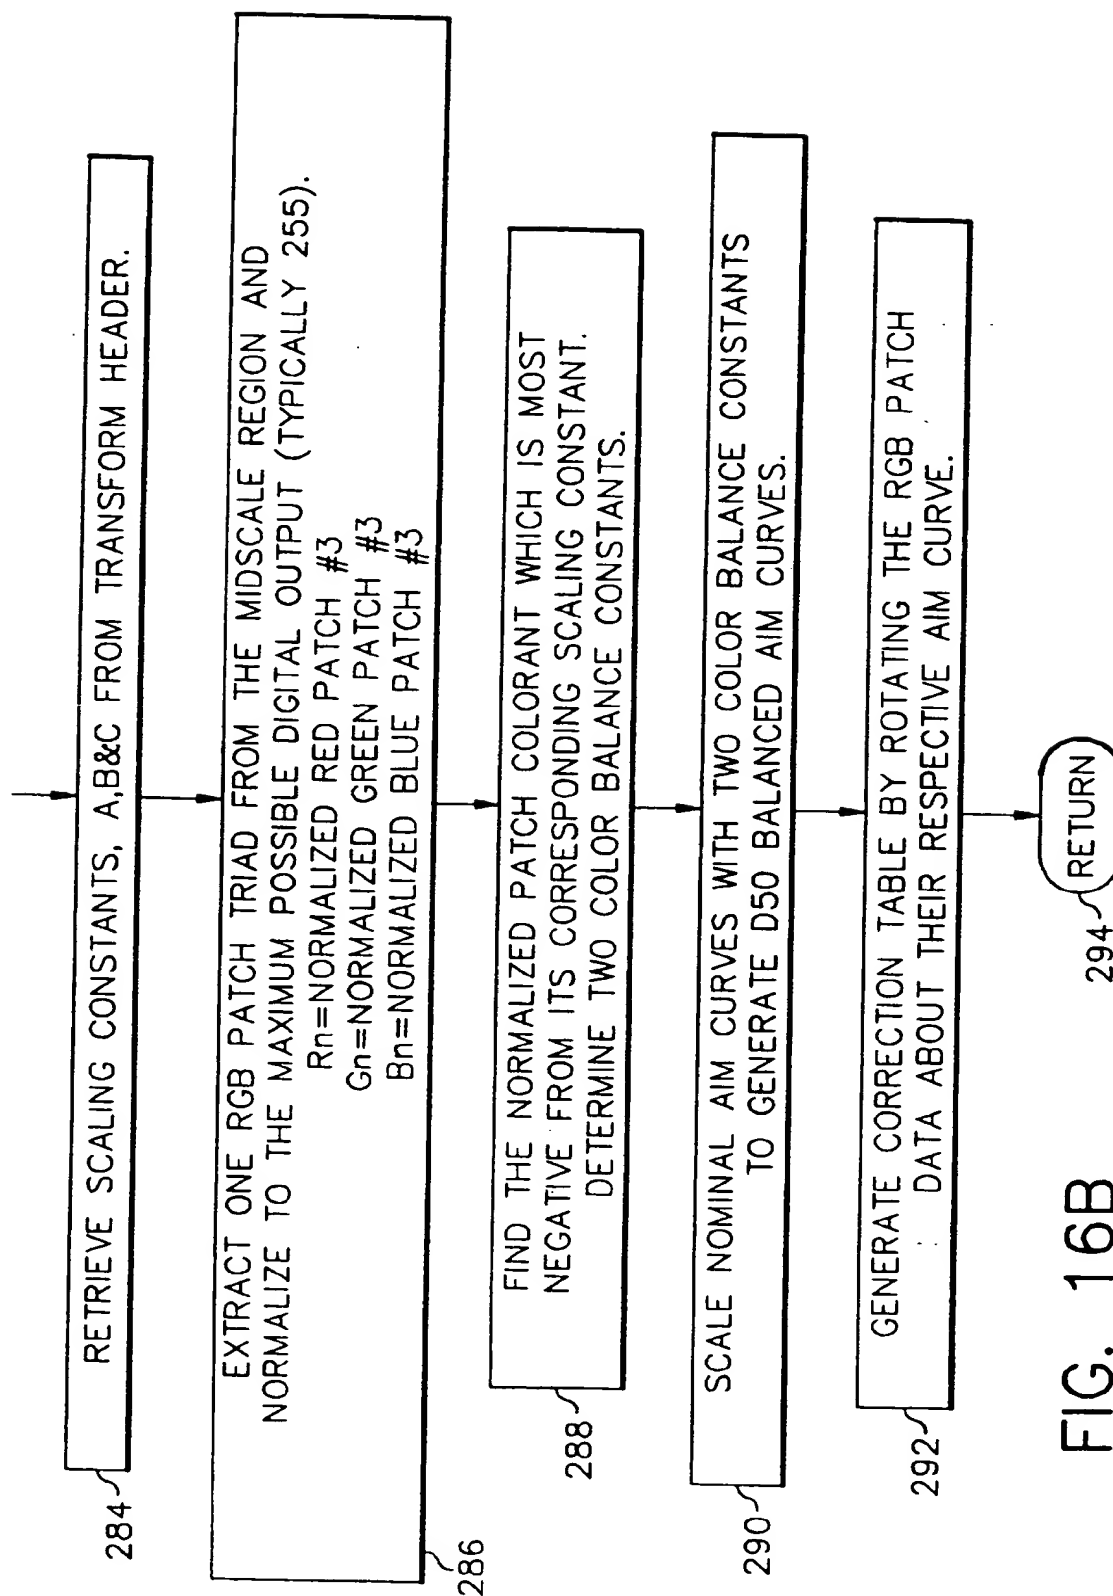 RETRIEVE SCALING CONSTANTS, A,B&C FROM TRANSFORM HEADER.
284
EXTRACT ONE RGB PATCH TRIAD FROM THE MIDSCALE REGION AND
NORMALIZE TO THE MAXIMUM POSSIBLE DIGITAL OUTPUT (TYPICALLY 255).
Rn=NORMALIZED RED PATCH #3
Gn=NORMALIZED GREEN PATCH #3
Bn=NORMALIZED BLUE PATCH #3
286
FIND THE NORMALIZED PATCH COLORANT WHICH IS MOST
NEGATIVE FROM ITS CORRESPONDING SCALING CONSTANT.
DETERMINE TWO COLOR BALANCE CONSTANTS.
288
SCALE NOMINAL AIM CURVES WITH TWO COLOR BALANCE CONSTANTS
TO GENERATE D50 BALANCED AIM CURVES.
290
GENERATE CORRECTION TABLE BY ROTATING THE RGB PATCH
DATA ABOUT THEIR RESPECTIVE AIM CURVE.
292
RETURN
294
FIG. 16B